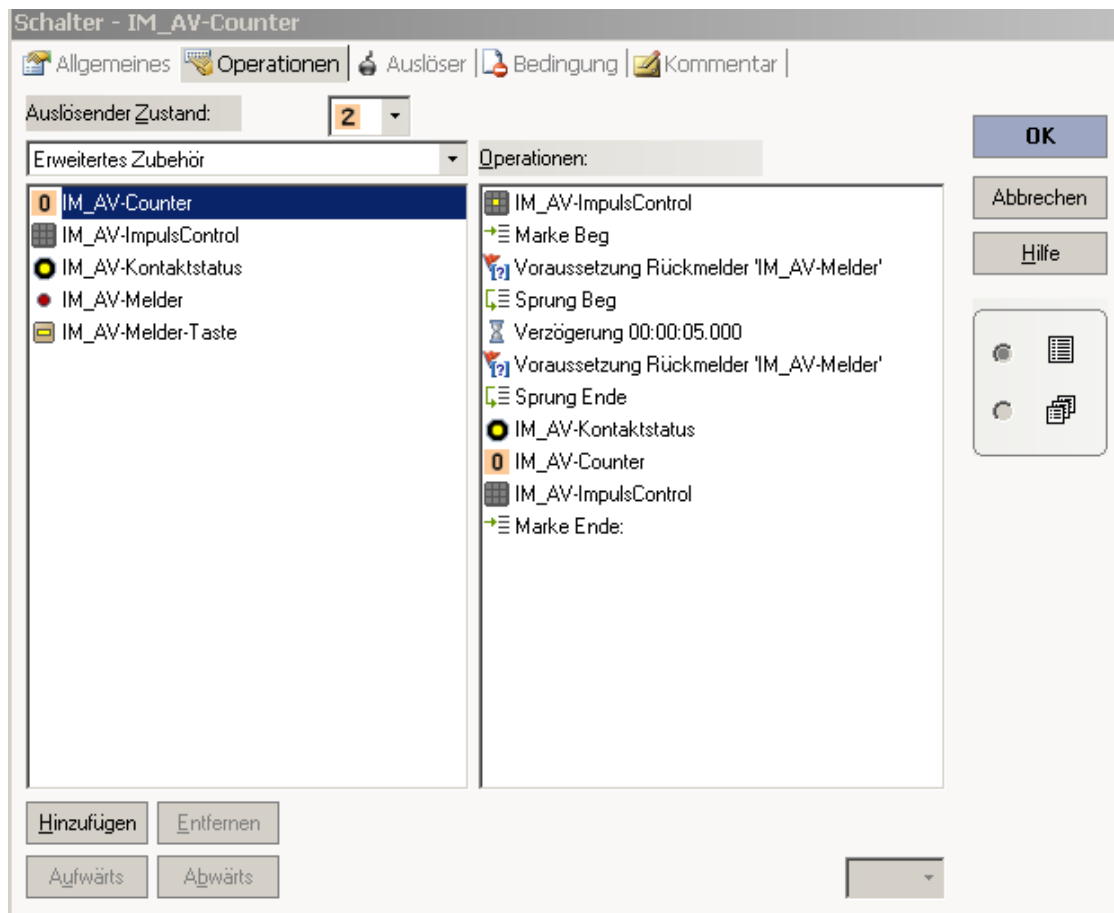 Schalter - IM_AV-Counter
Allgemeines Operationen Auslöser Bedingung Kommentar
Auslösender Zustand: 2
Erweitertes Zubehör
0 IM_AV-Counter
IM_AV-ImpulsControl
IM_AV-Kontaktstatus
IM_AV-Melder
IM_AV-Melder-Taste
Operationen:
IM_AV-ImpulsControl
Marke Beg
[?] Voraussetzung Rückmelder 'IM_AV-Melder'
Sprung Beg
Verzögerung 00:00:05.000
[?] Voraussetzung Rückmelder 'IM_AV-Melder'
Sprung Ende
IM_AV-Kontaktstatus
0 IM_AV-Counter
IM_AV-ImpulsControl
Marke Ende:
OK
Abbrechen
Hilfe
Hinzufügen Entfernen
Aufwärts Abwärts